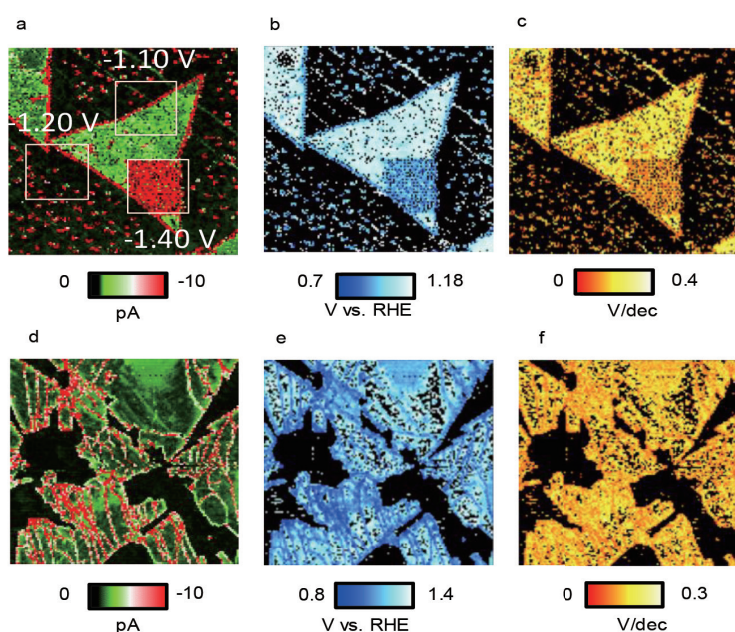 a
b
c
-1.10 V
-1.20 V
-1.40 V
0 -10
pA
0.7 1.18
V vs. RHE
0 0.4
V/dec
d
e
f
0 -10
pA
0.8 1.4
V vs. RHE
0 0.3
V/dec